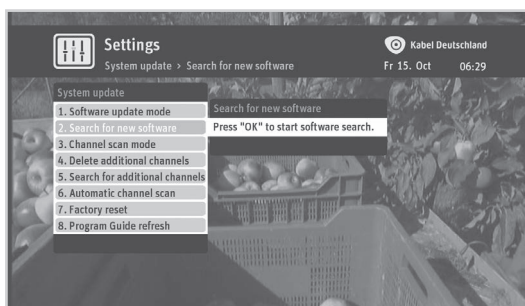 Settings
System update > Search for new software
Kabel Deutschland
Fr 15. Oct 06:29
System update
1. Software update mode
2. Search for new software
3. Channel scan mode
4. Delete additional channels
5. Search for additional channels
6. Automatic channel scan
7. Factory reset
8. Program Guide refresh
Search for new software
Press "OK" to start software search.